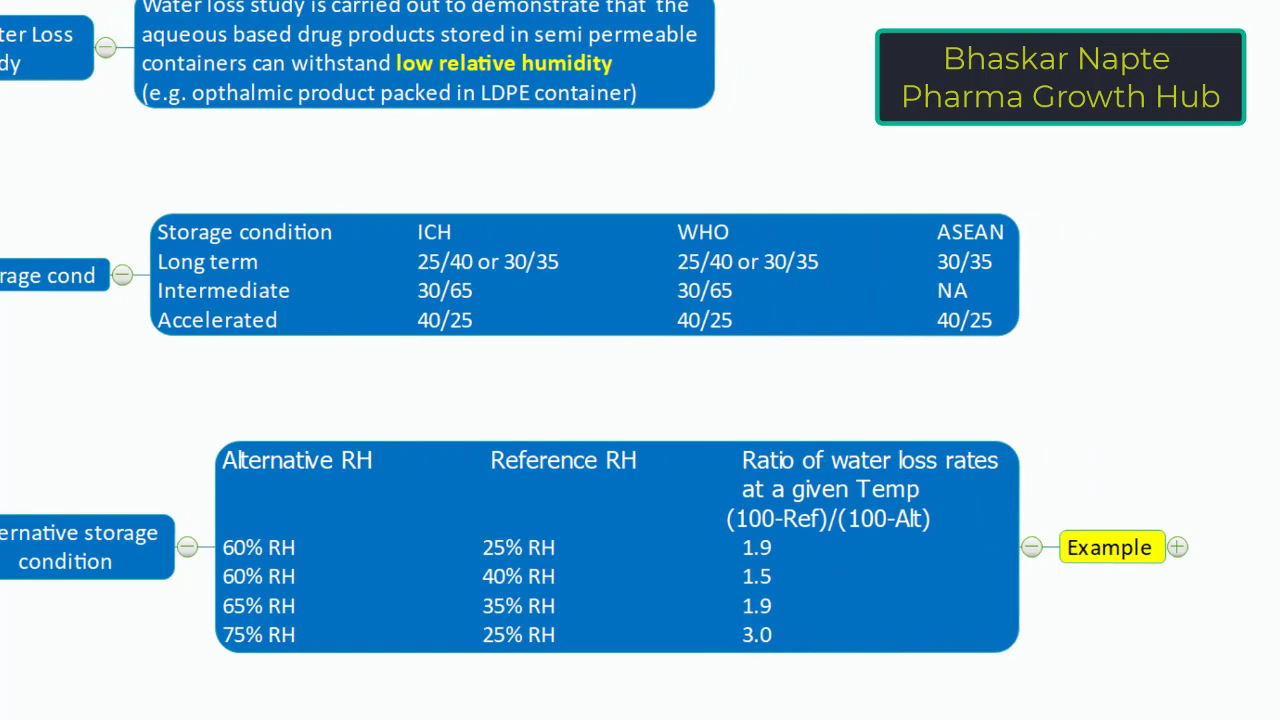 Water loss study is carried out to demonstrate that the
ter Loss
aqueous based drug products stored in semi permeable
dy
containers can withstand low relative humidity
(e.g. opthalmic product packed in LDPE container)
Bhaskar Napte
Pharma Growth Hub
rage cond
Storage condition ICH WHO ASEAN
Long term 25/40 or 30/35 25/40 or 30/35 30/35
Intermediate 30/65 30/65 NA
Accelerated 40/25 40/25 40/25
ernative storage
condition
Alternative RH Reference RH Ratio of water loss rates
at a given Temp
(100-Ref)/(100-Alt)
60% RH 25% RH 1.9
60% RH 40% RH 1.5
65% RH 35% RH 1.9
75% RH 25% RH 3.0
Example